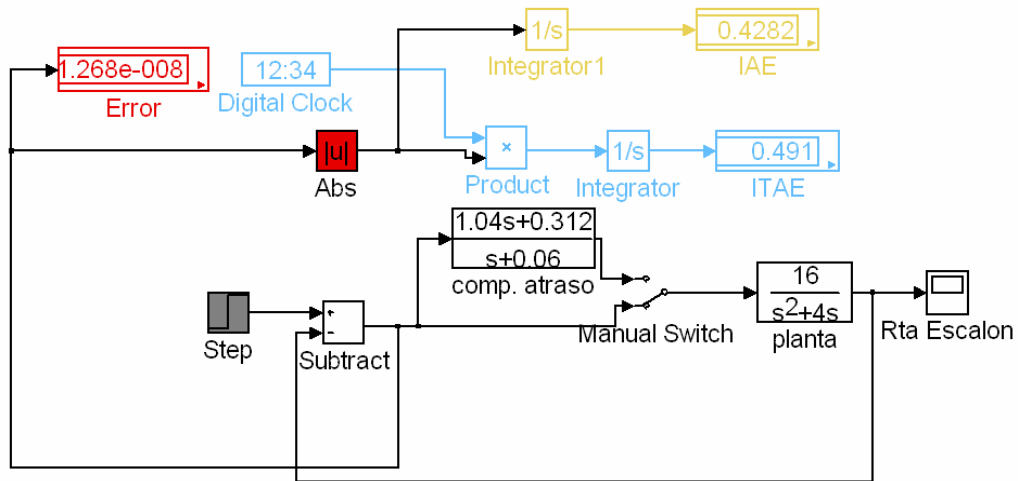 1/s
0.4282
Integrator1
IAE
1.268e-008
Error
12:34
Digital Clock
|u|
Abs
×
Product
1/s
Integrator
0.491
ITAE
1.04s+0.312
s+0.06
comp. atraso
Step
+
−
Subtract
Manual Switch
16
s2+4s
planta
Rta Escalon